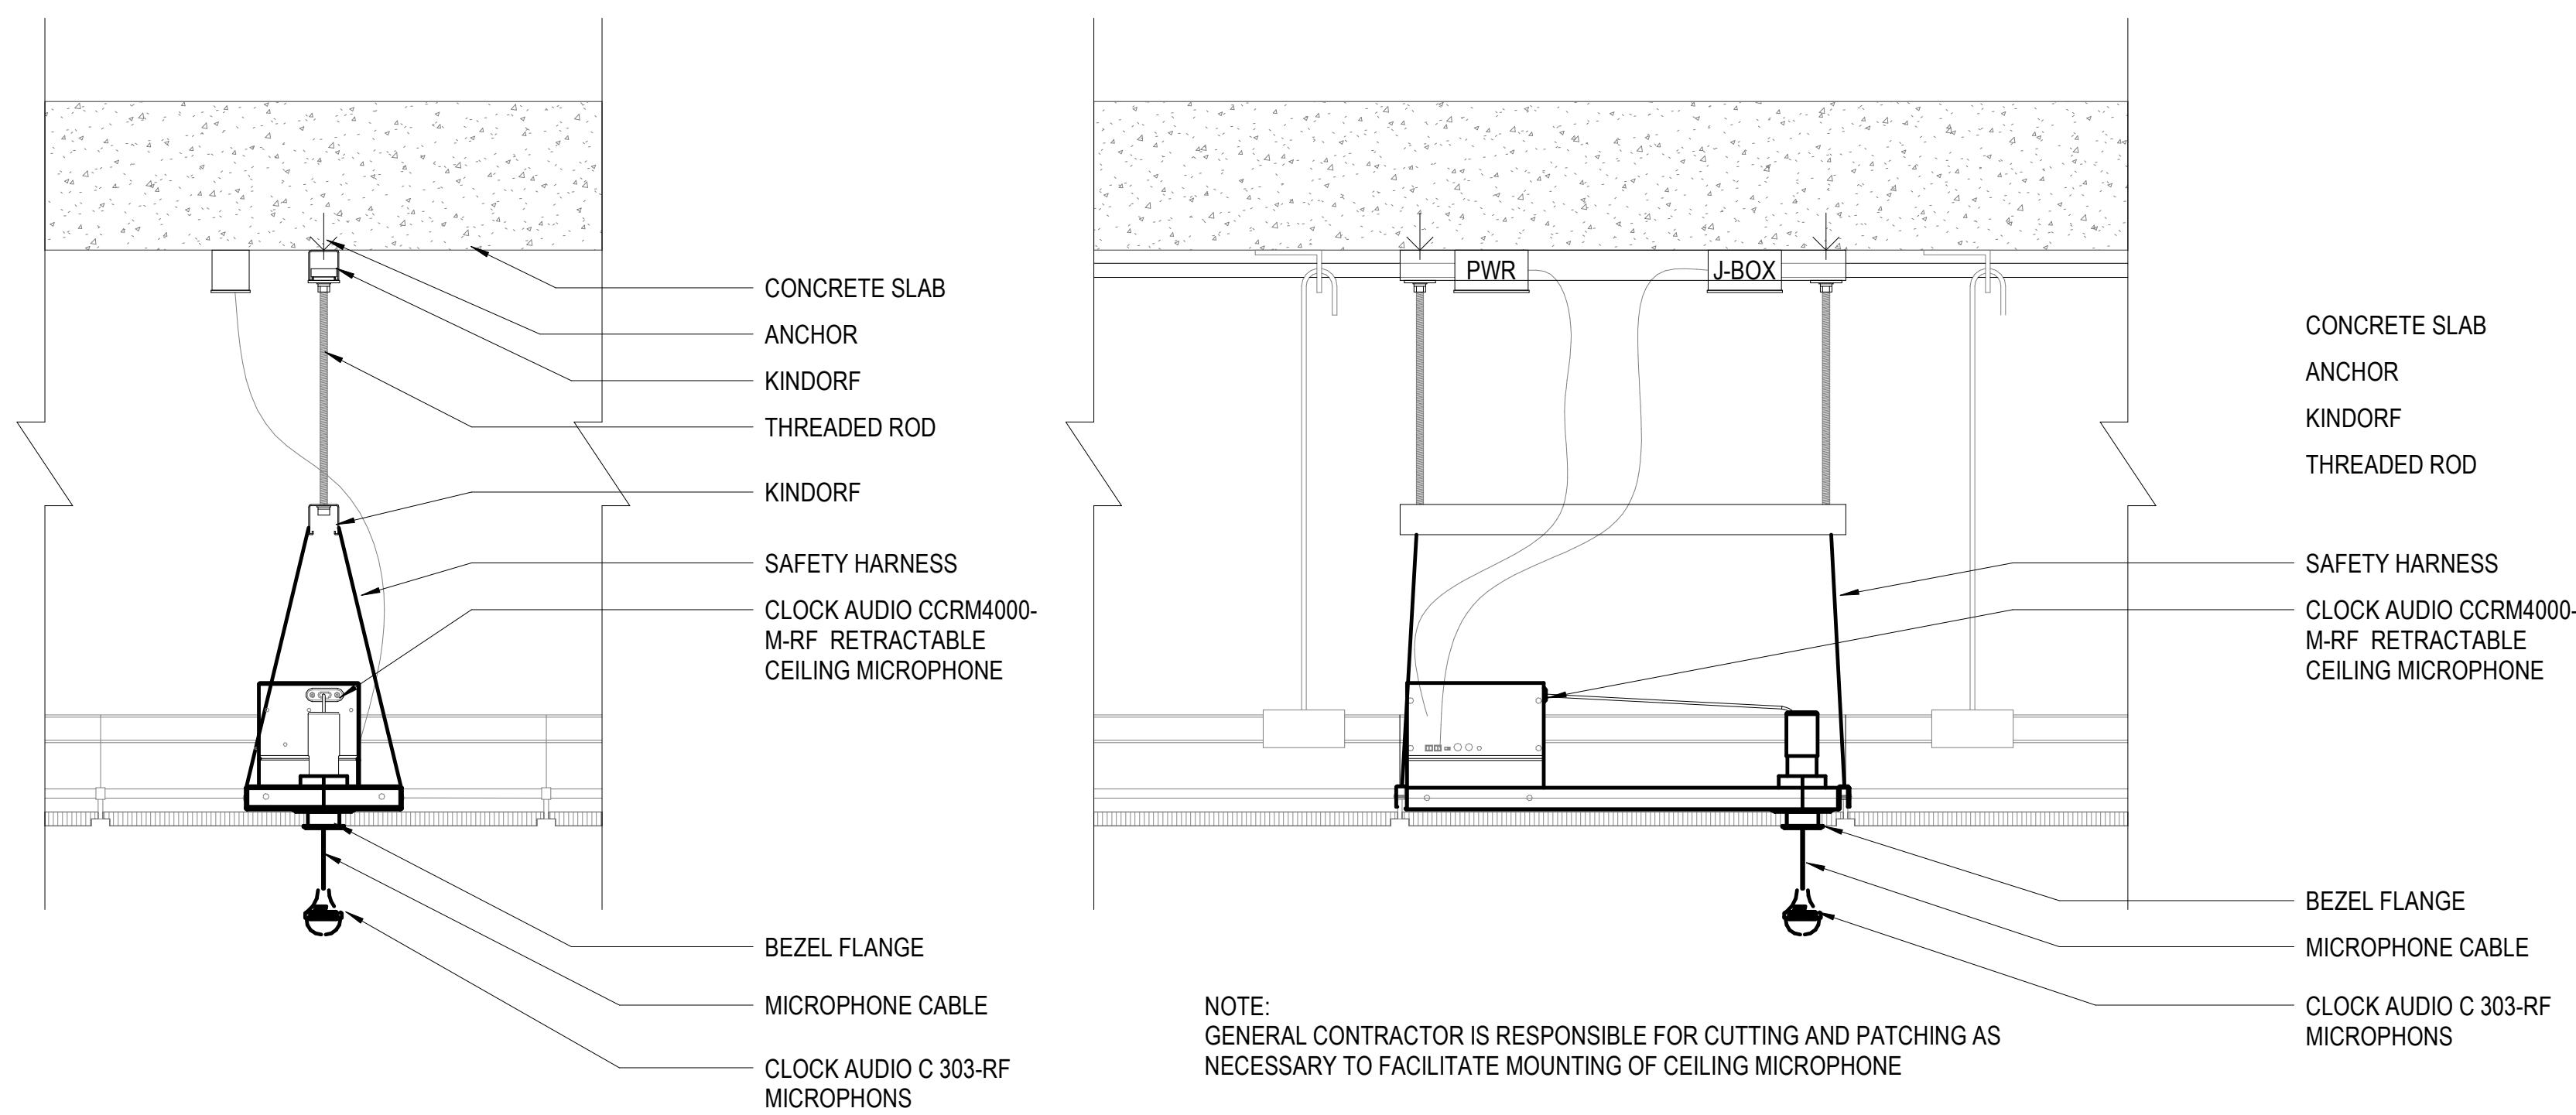 CONCRETE SLAB
ANCHOR
KINDORF
THREADED ROD
KINDORF
SAFETY HARNESS
CLOCK AUDIO CCRM4000-
M-RF RETRACTABLE
CEILING MICROPHONE
BEZEL FLANGE
MICROPHONE CABLE
CLOCK AUDIO C 303-RF
MICROPHONS
PWR
J-BOX
CONCRETE SLAB
ANCHOR
KINDORF
THREADED ROD
SAFETY HARNESS
CLOCK AUDIO CCRM4000-
M-RF RETRACTABLE
CEILING MICROPHONE
BEZEL FLANGE
MICROPHONE CABLE
CLOCK AUDIO C 303-RF
MICROPHONS
NOTE:
GENERAL CONTRACTOR IS RESPONSIBLE FOR CUTTING AND PATCHING AS
NECESSARY TO FACILITATE MOUNTING OF CEILING MICROPHONE